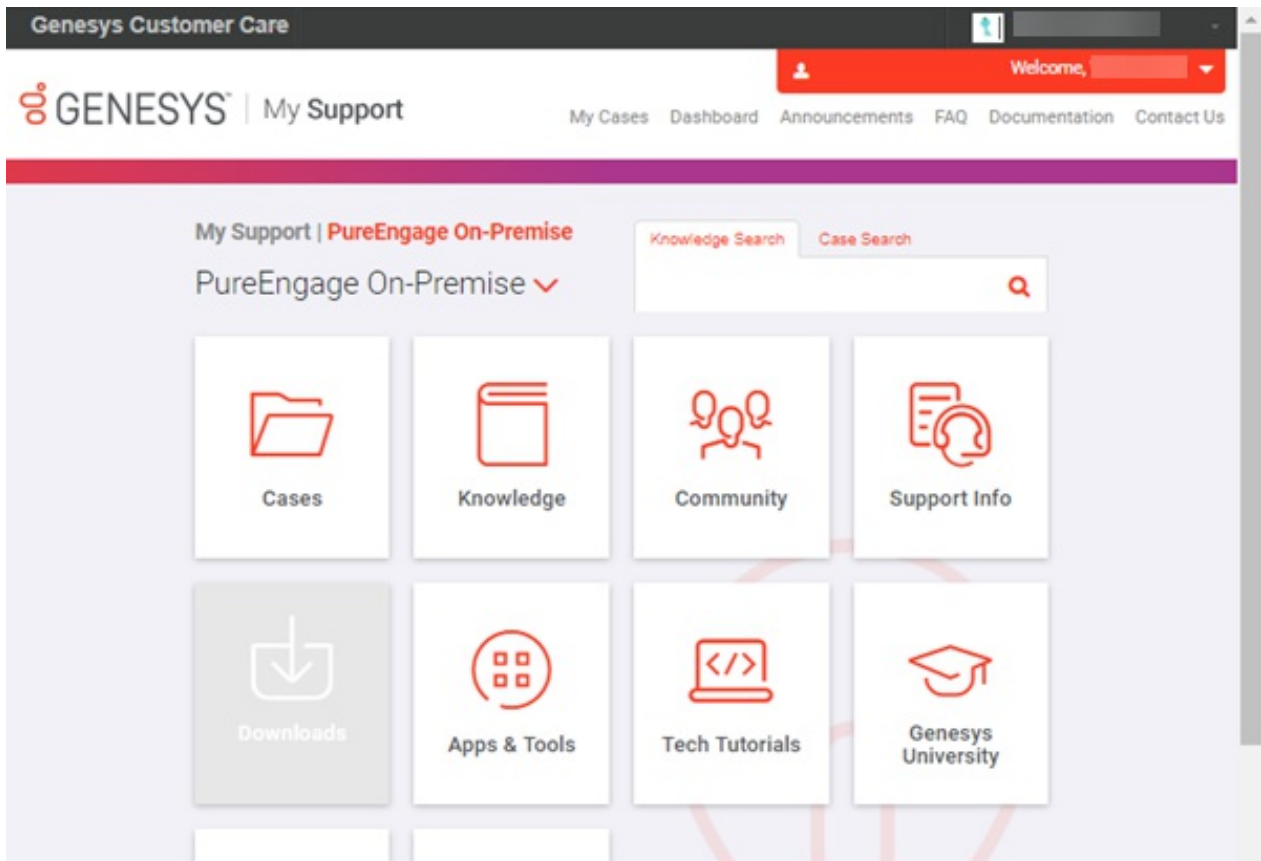 Genesys Customer Care
Welcome,
GENESYS™ | My Support
My Cases Dashboard Announcements FAQ Documentation Contact Us
My Support | PureEngage On-Premise
PureEngage On-Premise
Knowledge Search Case Search
Cases
Knowledge
Community
Support Info
Downloads
Apps & Tools
Tech Tutorials
Genesys
University